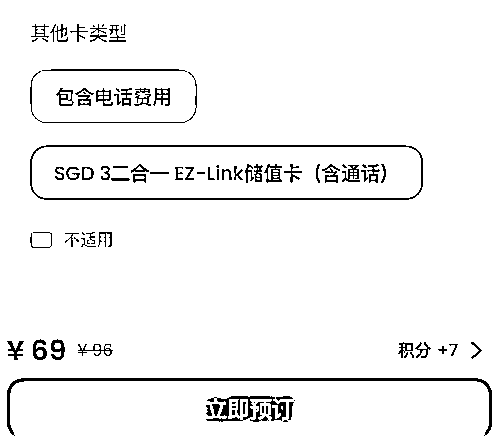 其他卡类型
包含电话费用
SGD 3二合一 EZ-Link储值卡（含通话）
不适用
¥ 69 ¥ 96 积分 +7
立即预订